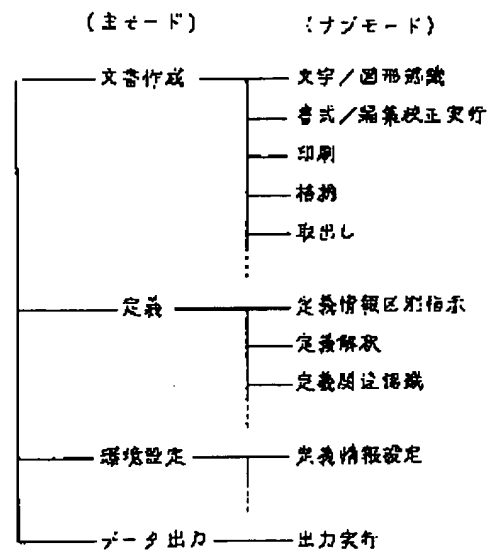 (主モード) (サブモード)
文書作成 文字/図形認識
書式/編集校正実行
印刷
格納
取出し
定義 定義情報区別指示
定義解釈
定義関連認識
環境設定 定義情報設定
データ出力 出力実行